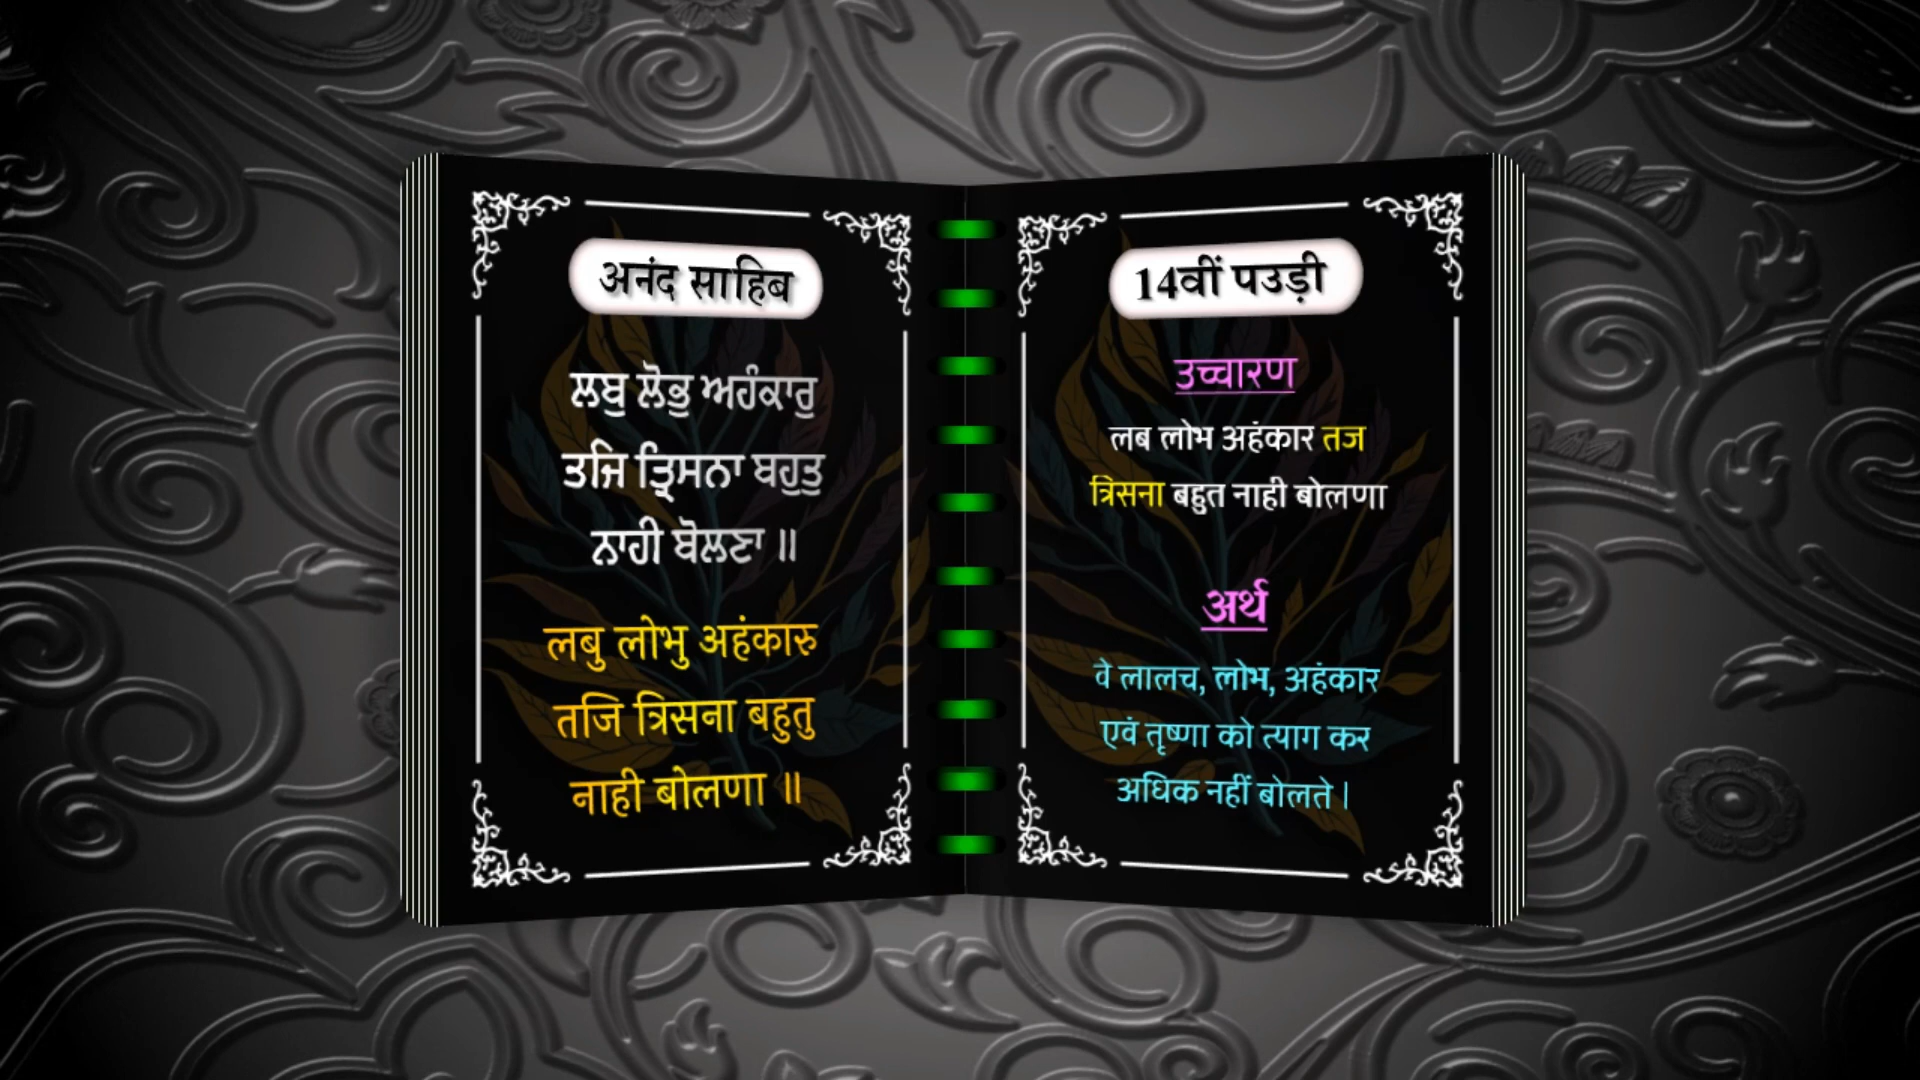 अनंद साहिब
ਲਬੁ ਲੋਭੁ ਅਹੰਕਾਰੁ
ਤਜਿ ਤ੍ਰਿਸਨਾ ਬਹੁਤੁ
ਨਾਹੀ ਬੋਲਣਾ ॥
लबु लोभु अहंकारु
तजि त्रिसना बहुतु
नाही बोलणा ॥
14वीं पउड़ी
उच्चारण
लब लोभ अहंकार तज
त्रिसना बहुत नाही बोलणा
अर्थ
वे लालच, लोभ, अहंकार
एवं तृष्णा को त्याग कर
अधिक नहीं बोलते।